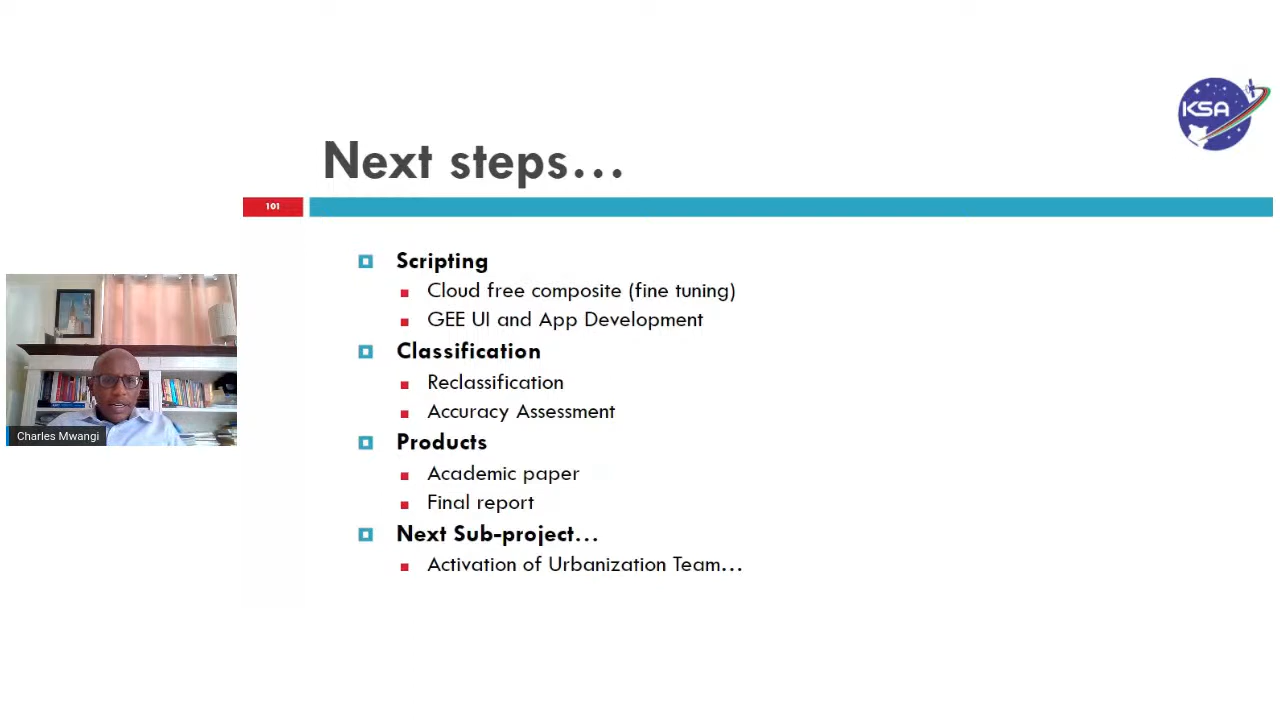 KSA
Next steps...
101
Scripting
Cloud free composite (fine tuning)
GEE UI and App Development
Classification
Reclassification
Accuracy Assessment
Products
Academic paper
Final report
Next Sub-project...
Activation of Urbanization Team...
Charles Mwangi